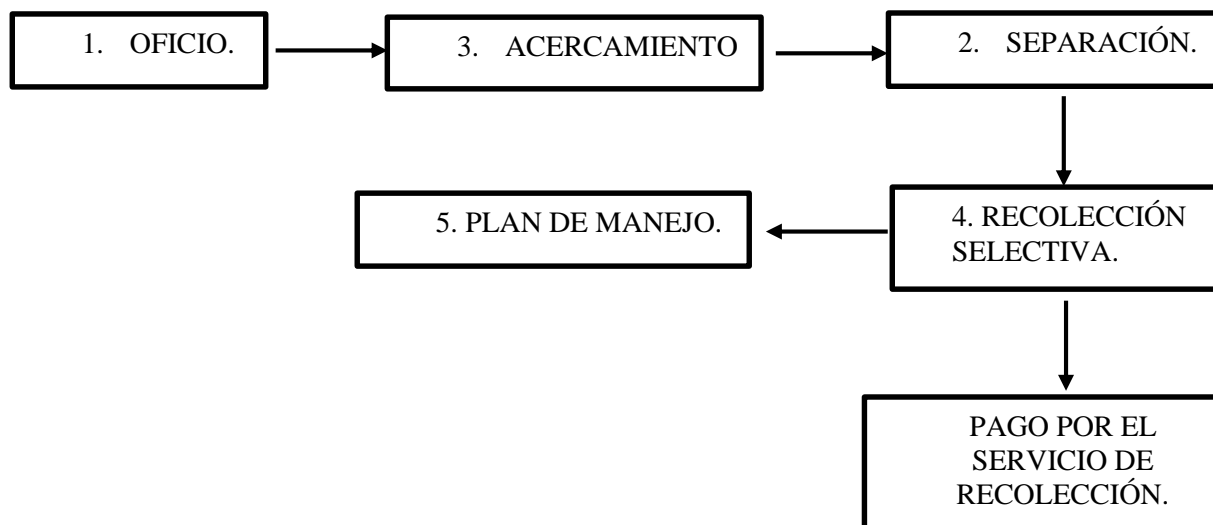 1. OFICIO.
3. ACERCAMIENTO
2. SEPARACIÓN.
5. PLAN DE MANEJO.
4. RECOLECCIÓN
SELECTIVA.
PAGO POR EL
SERVICIO DE
RECOLECCIÓN.